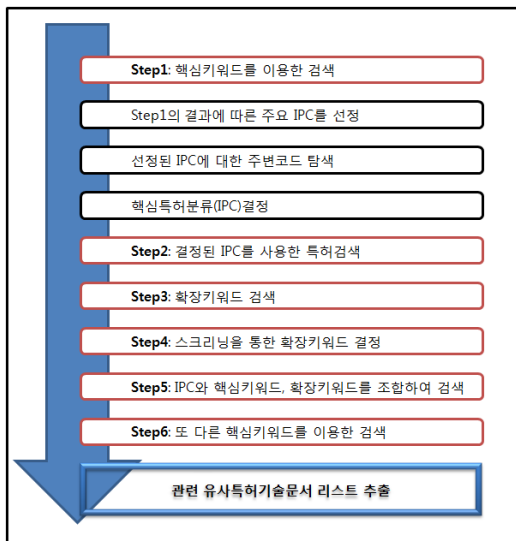 Step1: 핵심키워드를 이용한 검색
Step1의 결과에 따른 주요 IPC를 선정
선정된 IPC에 대한 주변코드 탐색
핵심특허분류(IPC)결정
Step2: 결정된 IPC를 사용한 특허검색
Step3: 확장키워드 검색
Step4: 스크리닝을 통한 확장키워드 결정
Step5: IPC와 핵심키워드, 확장키워드를 조합하여 검색
Step6: 또 다른 핵심키워드를 이용한 검색
관련 유사특허기술문서 리스트 추출